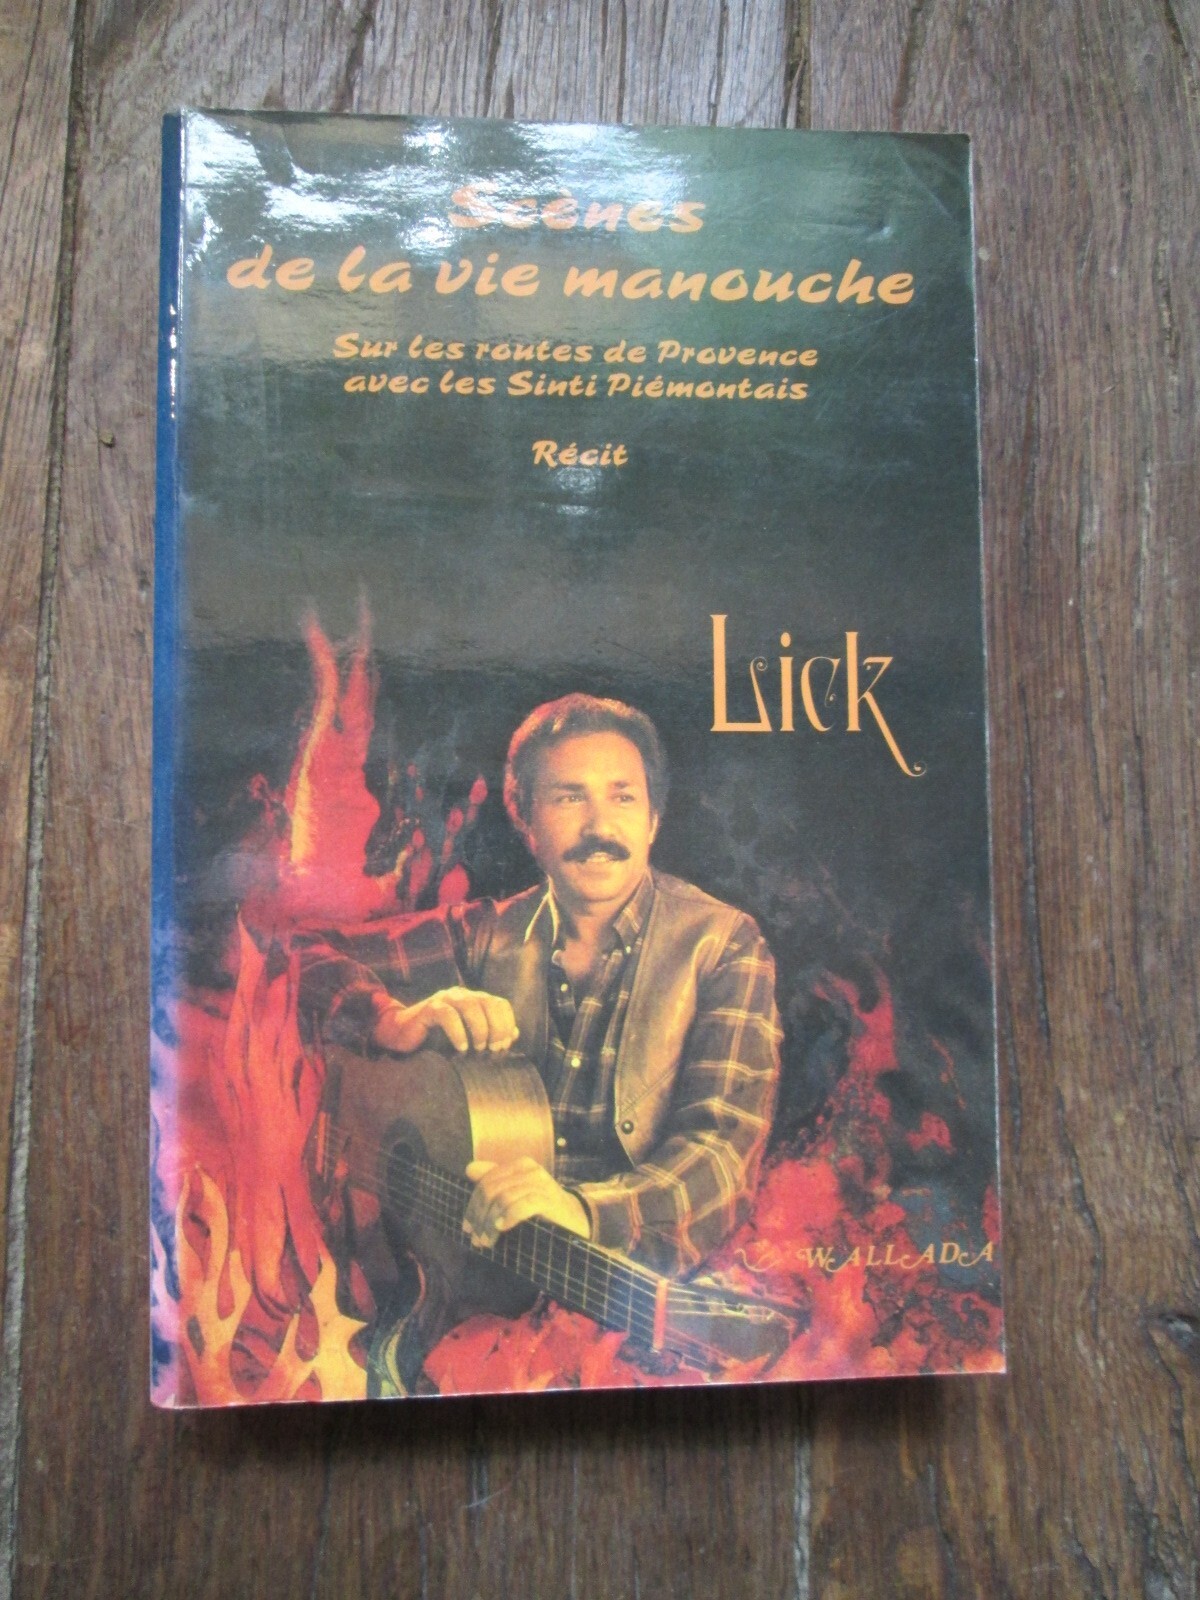 Scènes
de la vie manouche
Sur les routes de Provence
avec les Sinti Piémontais
Récit
Lick
WALLADA